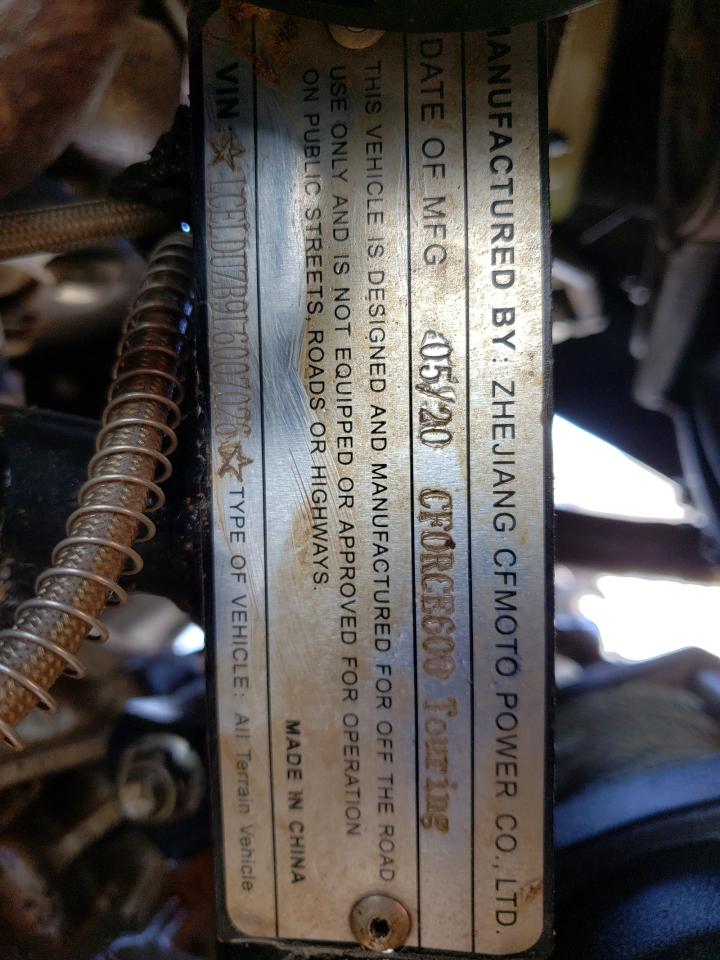 MANUFACTURED BY: ZHEJIANG CFMOTO POWER CO., LTD.
DATE OF MFG 05/20 CFORCE600 Touring
THIS VEHICLE IS DESIGNED AND MANUFACTURED FOR OFF THE ROAD
USE ONLY AND IS NOT EQUIPPED OR APPROVED FOR OPERATION
ON PUBLIC STREETS, ROADS OR HIGHWAYS.
MADE IN CHINA
VIN ☆LCELDUZB9L6007026☆ TYPE OF VEHICLE: All Terrain Vehicle